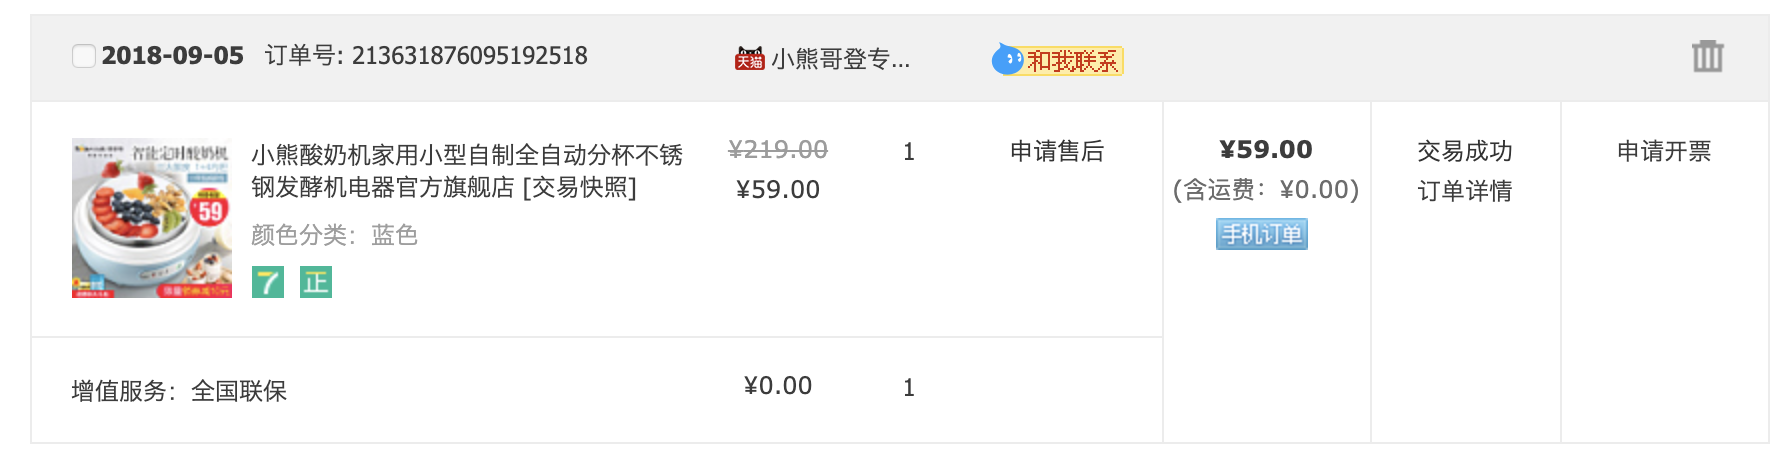 2018-09-05 订单号: 213631876095192518 天猫 小熊哥登专... 和我联系
智能定时酸奶机
59
小熊酸奶机家用小型自制全自动分杯不锈
钢发酵机电器官方旗舰店 [交易快照]
颜色分类：蓝色
7 正
¥219.00
¥59.00
1
申请售后
¥59.00
(含运费：¥0.00)
手机订单
交易成功
订单详情
申请开票
增值服务：全国联保 ¥0.00 1